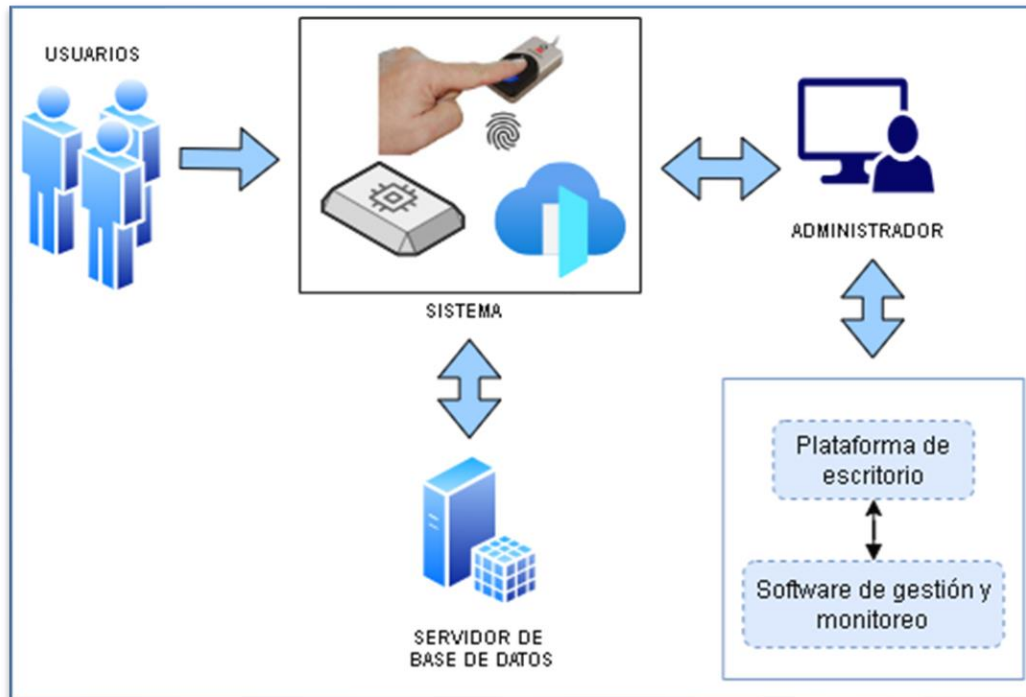 USUARIOS
SISTEMA
ADMINISTRADOR
SERVIDOR DE
BASE DE DATOS
Plataforma de
escritorio
Software de gestión y
monitoreo